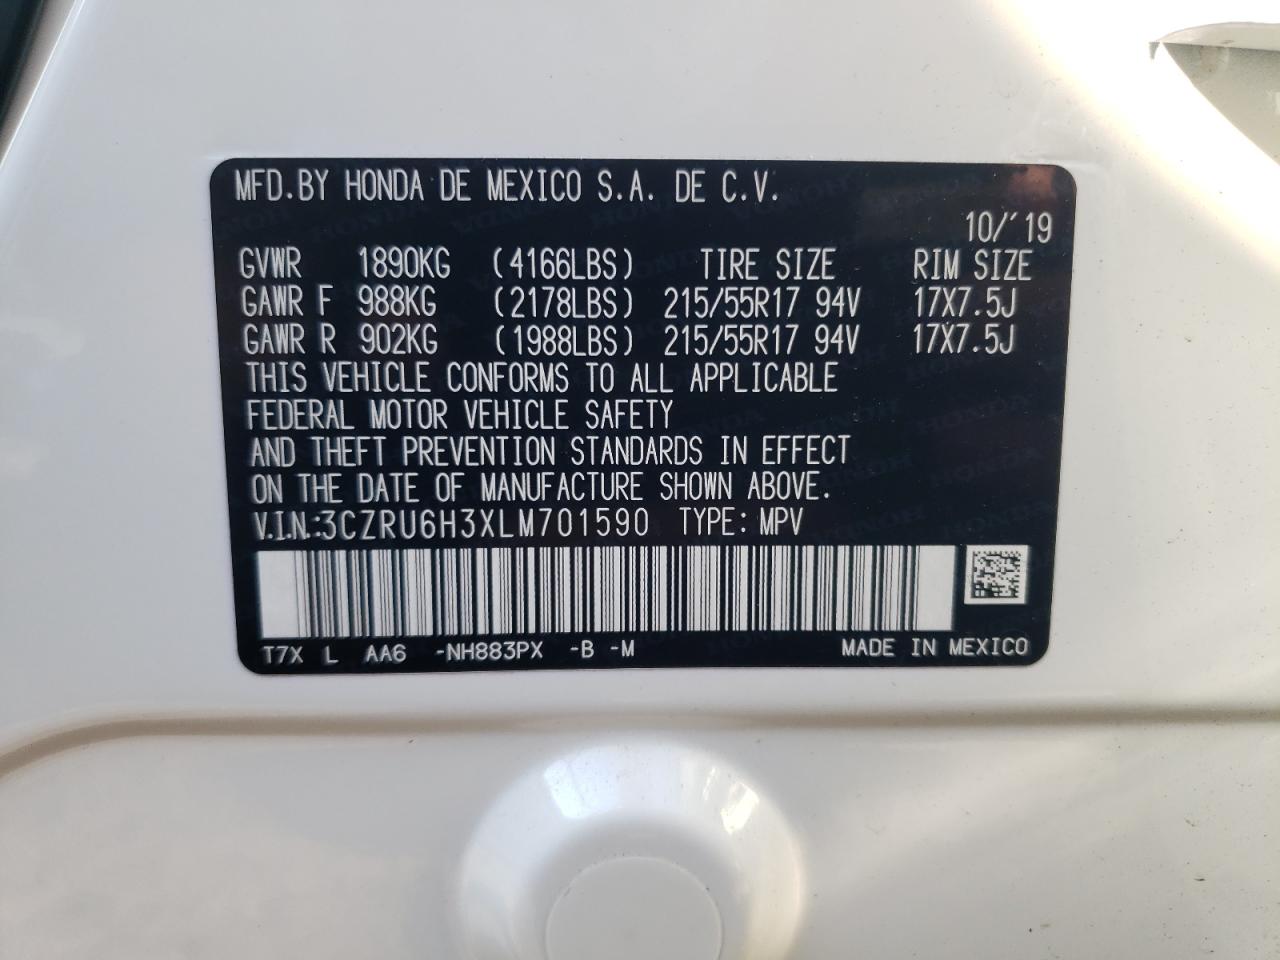 MFD.BY HONDA DE MEXICO S.A. DE C.V.
10/'19
GVWR 1890KG (4166LBS) TIRE SIZE RIM SIZE
GAWR F 988KG (2178LBS) 215/55R17 94V 17X7.5J
GAWR R 902KG (1988LBS) 215/55R17 94V 17X7.5J
THIS VEHICLE CONFORMS TO ALL APPLICABLE
FEDERAL MOTOR VEHICLE SAFETY
AND THEFT PREVENTION STANDARDS IN EFFECT
ON THE DATE OF MANUFACTURE SHOWN ABOVE.
V.I.N.:3CZRU6H3XLM701590 TYPE: MPV
T7X L AA6 -NH883PX -B -M MADE IN MEXICO